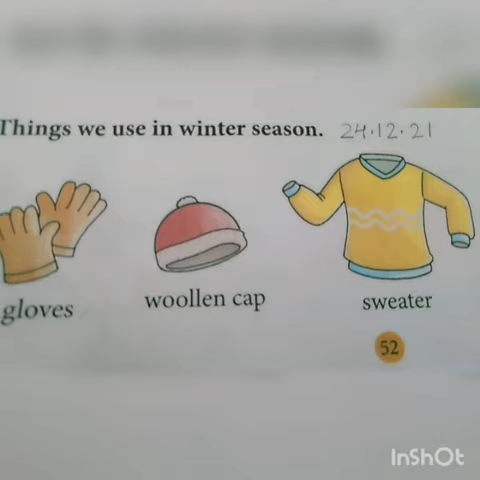 Things we use in winter season. 24.12.21
gloves
woollen cap
sweater
52
InShOt